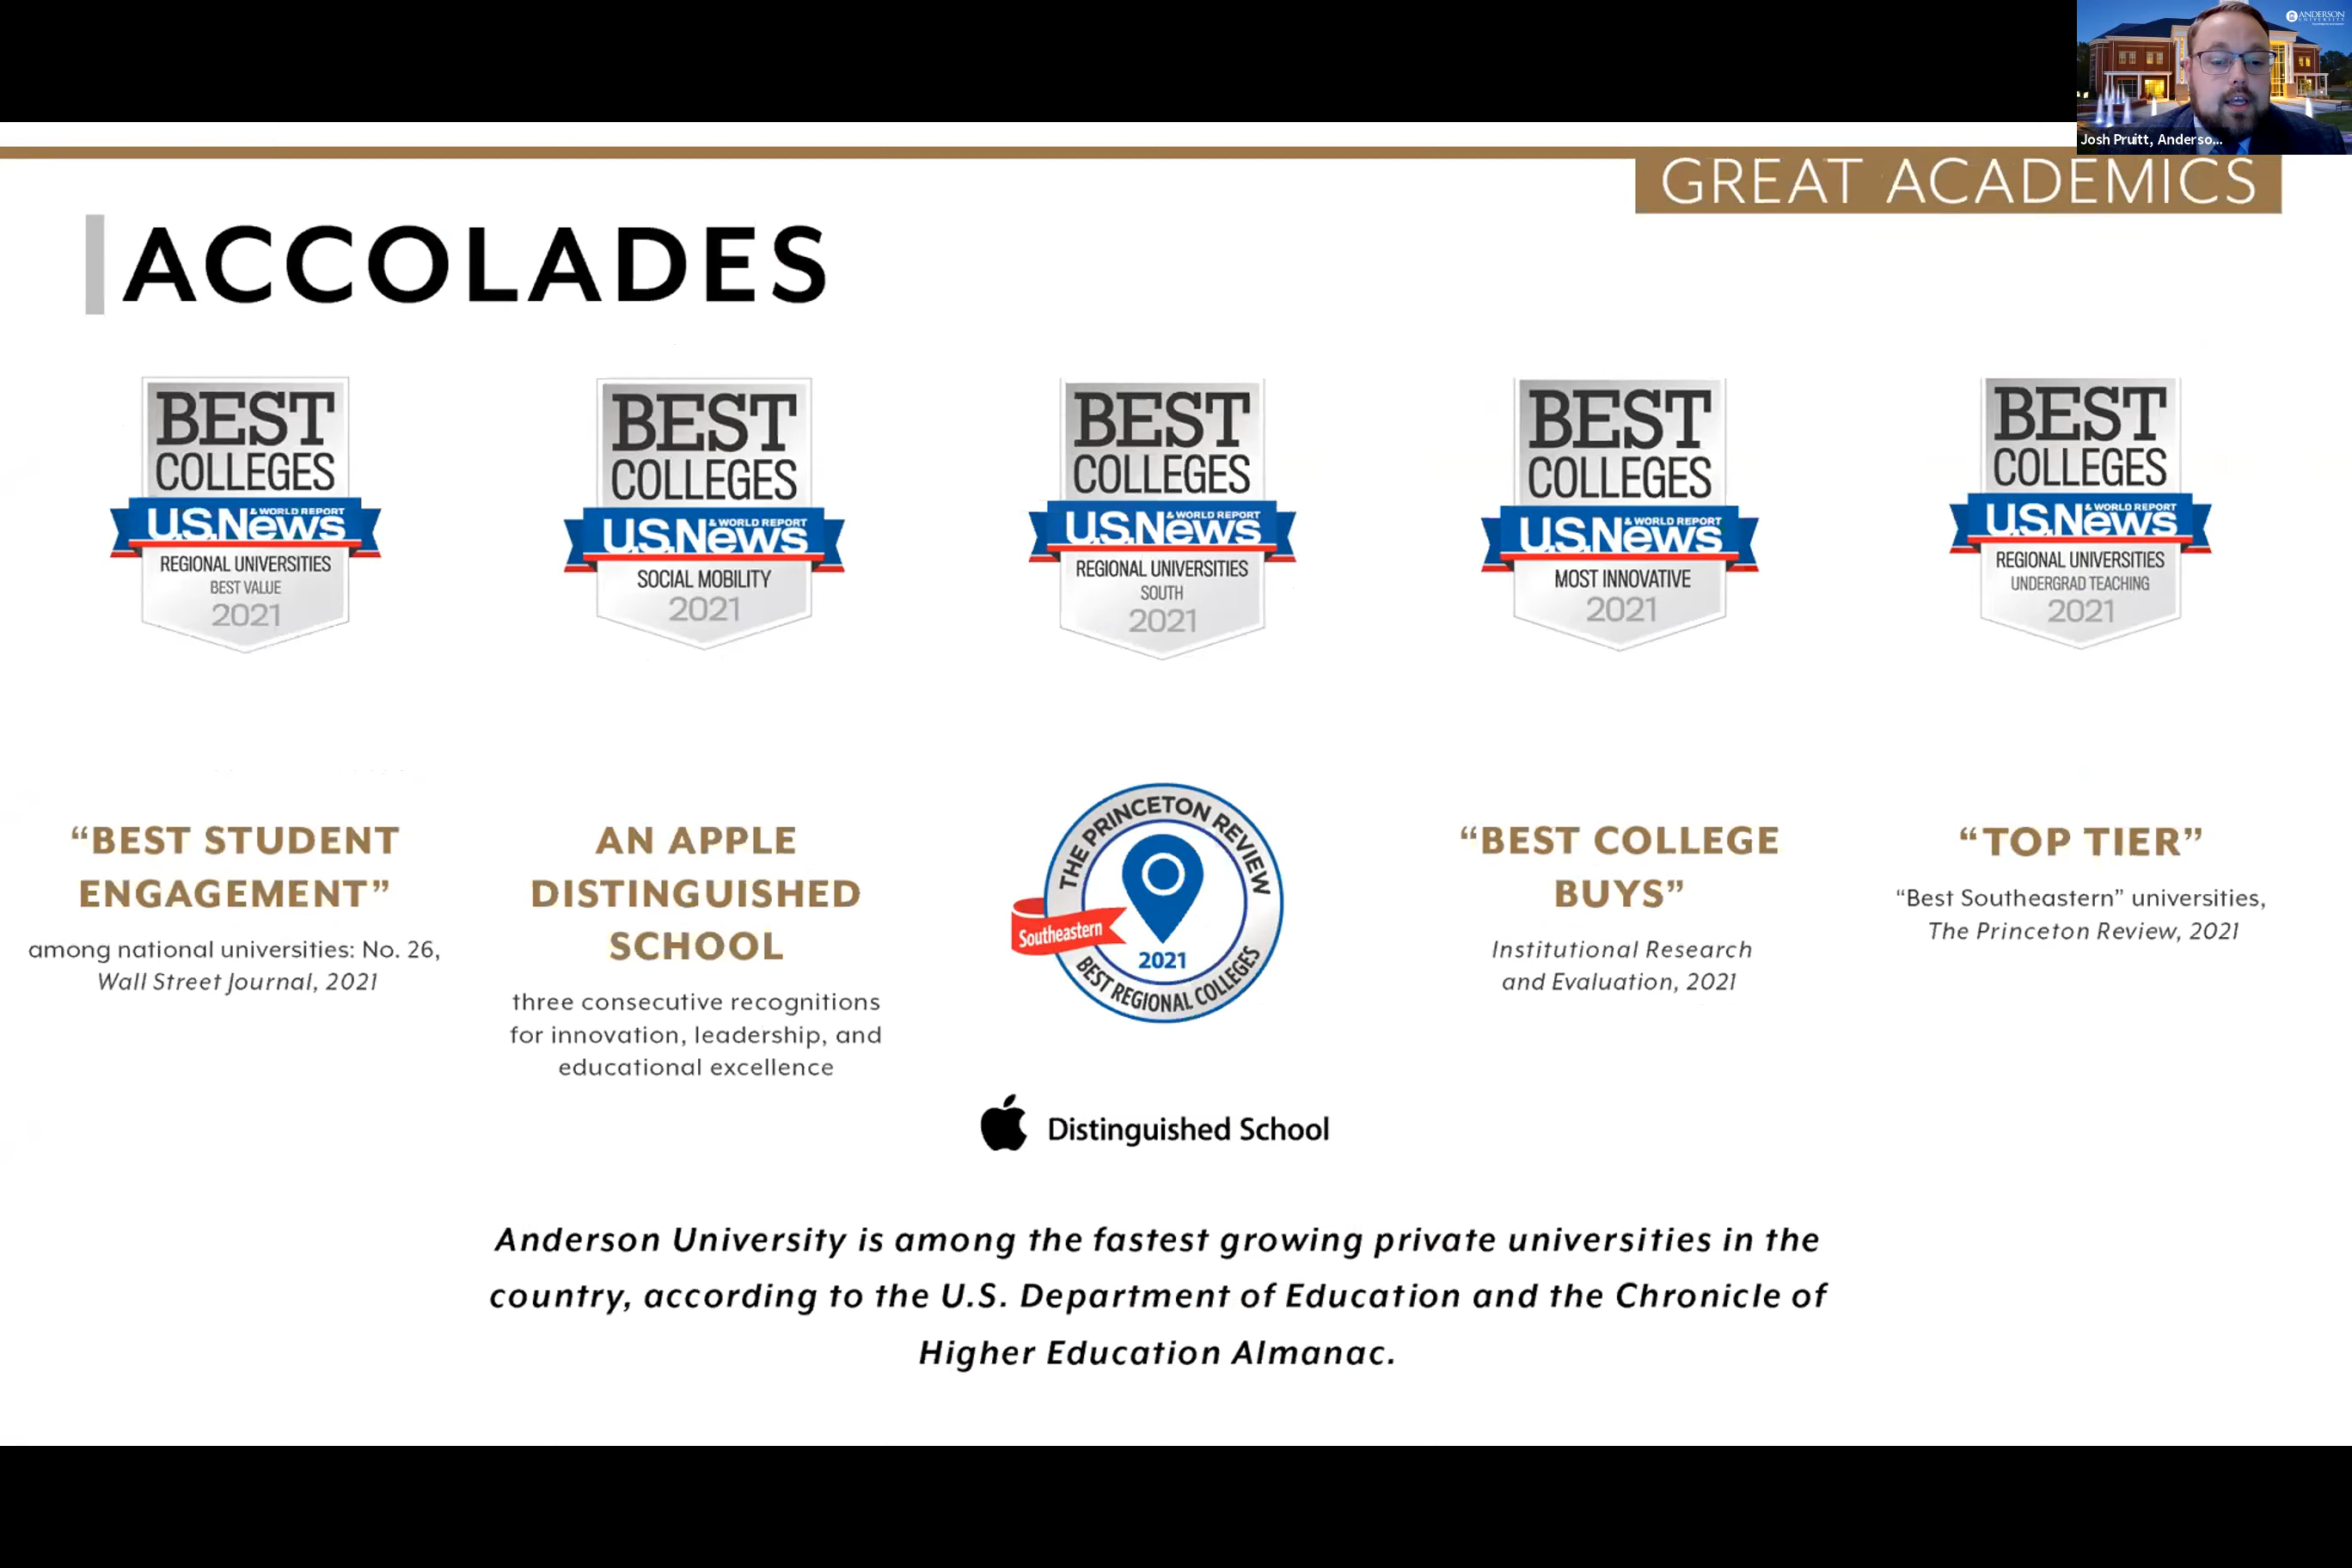 ANDERSON
UNIVERSITY
Josh Pruitt, Anderso...
GREAT ACADEMICS
ACCOLADES
BEST
COLLEGES
U.S.News
& WORLD REPORT
REGIONAL UNIVERSITIES
BEST VALUE
2021
BEST
COLLEGES
U.S.News
& WORLD REPORT
SOCIAL MOBILITY
2021
BEST
COLLEGES
U.S.News
& WORLD REPORT
REGIONAL UNIVERSITIES
SOUTH
2021
BEST
COLLEGES
U.S.News
& WORLD REPORT
MOST INNOVATIVE
2021
BEST
COLLEGES
U.S.News
& WORLD REPORT
REGIONAL UNIVERSITIES
UNDERGRAD TEACHING
2021
“BEST STUDENT
ENGAGEMENT”
among national universities: No. 26,
Wall Street Journal, 2021
AN APPLE
DISTINGUISHED
SCHOOL
three consecutive recognitions
for innovation, leadership, and
educational excellence
THE PRINCETON REVIEW
Southeastern
2021
BEST REGIONAL COLLEGES
“BEST COLLEGE
BUYS”
Institutional Research
and Evaluation, 2021
“TOP TIER”
“Best Southeastern” universities,
The Princeton Review, 2021
Distinguished School
Anderson University is among the fastest growing private universities in the
country, according to the U.S. Department of Education and the Chronicle of
Higher Education Almanac.